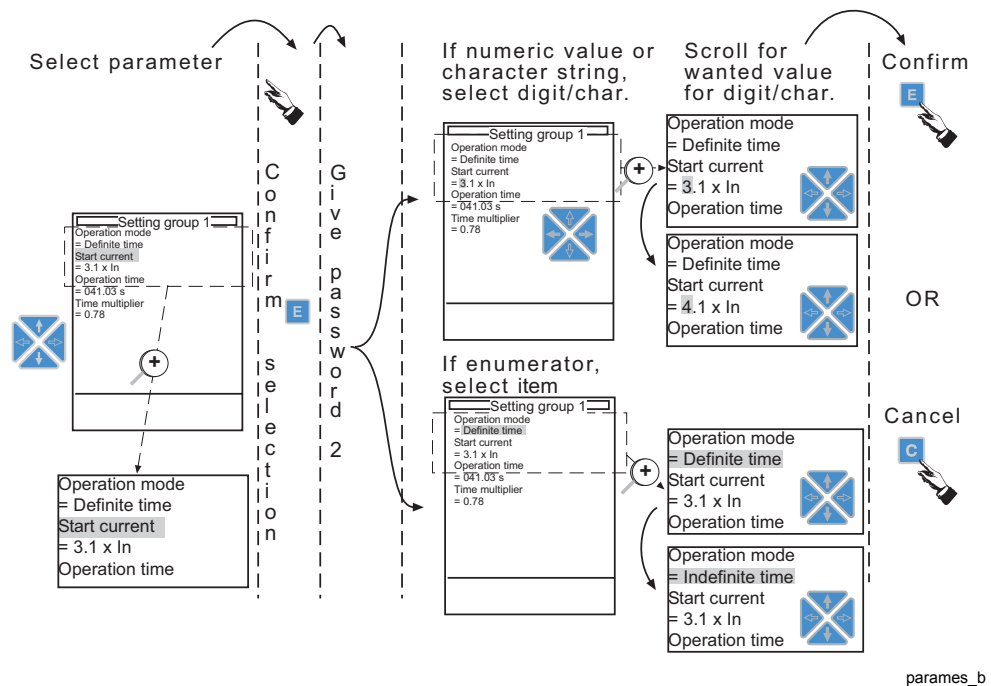 Select parameter
Setting group 1
Operation mode
= Definite time
Start current
= 3.1 x In
Operation time
= 041.03 s
Time multiplier
= 0.78
Operation mode
= Definite time
Start current
= 3.1 x In
Operation time
Confirm selection
E
Give password 2
If numeric value or
character string,
select digit/char.
Setting group 1
Operation mode
= Definite time
Start current
= 3.1 x In
Operation time
= 041.03 s
Time multiplier
= 0.78
If enumerator,
select item
Setting group 1
Operation mode
= Definite time
Start current
= 3.1 x In
Operation time
= 041.03 s
Time multiplier
= 0.78
Scroll for
wanted value
for digit/char.
Operation mode
= Definite time
Start current
= 3.1 x In
Operation time
Operation mode
= Definite time
Start current
= 4.1 x In
Operation time
Operation mode
= Definite time
Start current
= 3.1 x In
Operation time
Operation mode
= Indefinite time
Start current
= 3.1 x In
Operation time
Confirm
E
OR
Cancel
C
parames_b